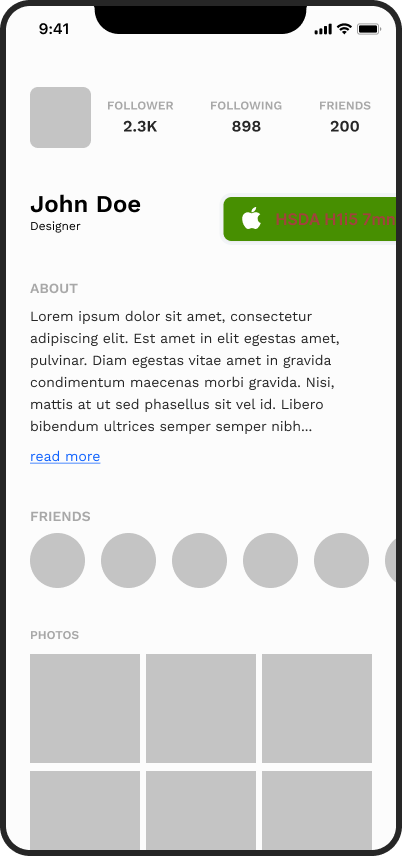 9:41
FOLLOWER FOLLOWING FRIENDS
2.3K 898 200
John Doe
Designer
HSDA H1i5 7mn
ABOUT
Lorem ipsum dolor sit amet, consectetur
adipiscing elit. Est amet in elit egestas amet,
pulvinar. Diam egestas vitae amet in gravida
condimentum maecenas morbi gravida. Nisi,
mattis at ut sed phasellus sit vel id. Libero
bibendum ultrices semper semper nibh...
read more
FRIENDS
PHOTOS